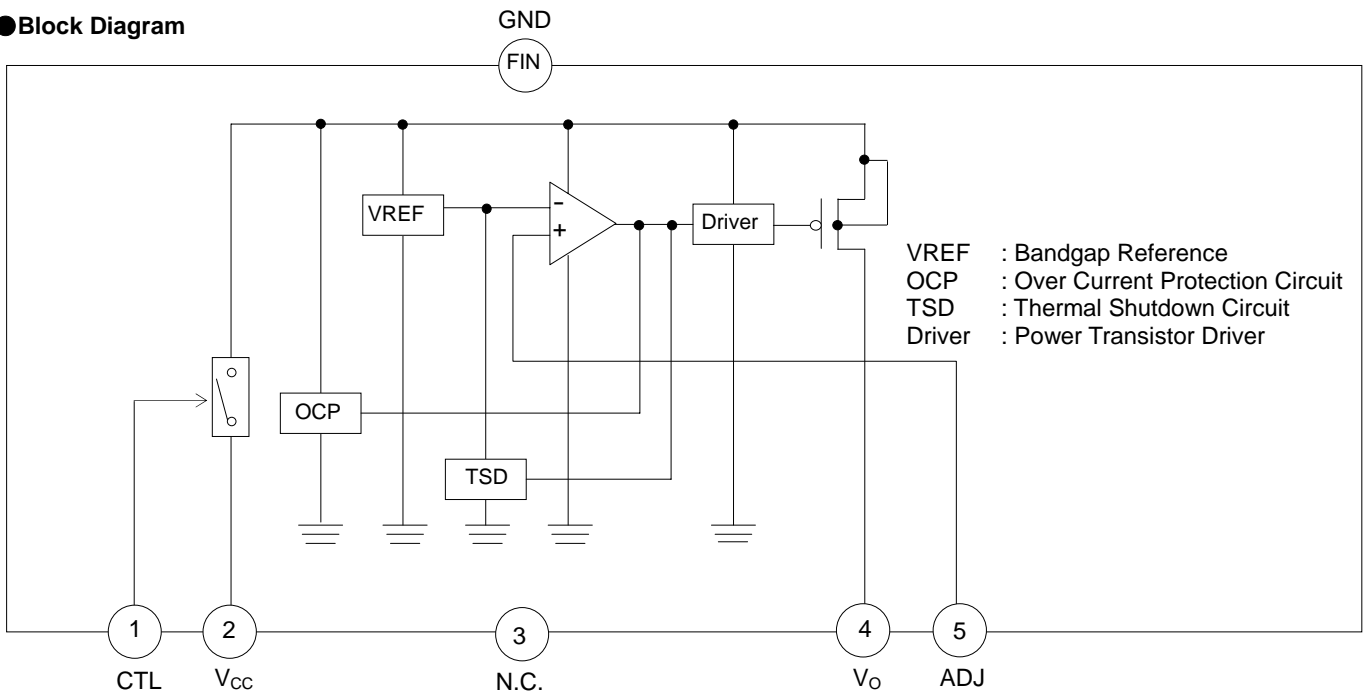 ●Block Diagram
GND
FIN
VREF
-
+
Driver
VREF : Bandgap Reference
OCP : Over Current Protection Circuit
TSD : Thermal Shutdown Circuit
Driver : Power Transistor Driver
OCP
TSD
1
2
3
4
5
CTL
VCC
N.C.
VO
ADJ